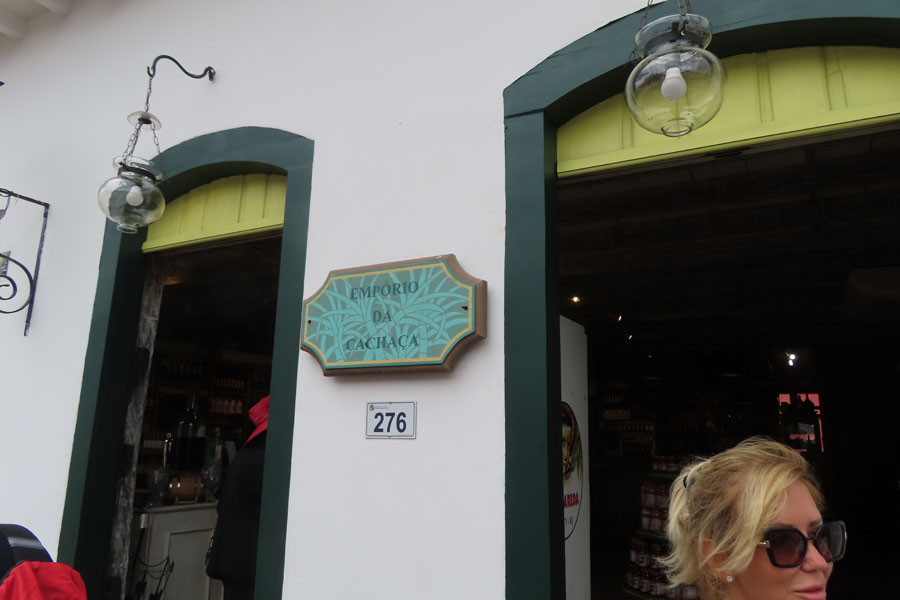 EMPÓRIO
DA
CACHAÇA
276